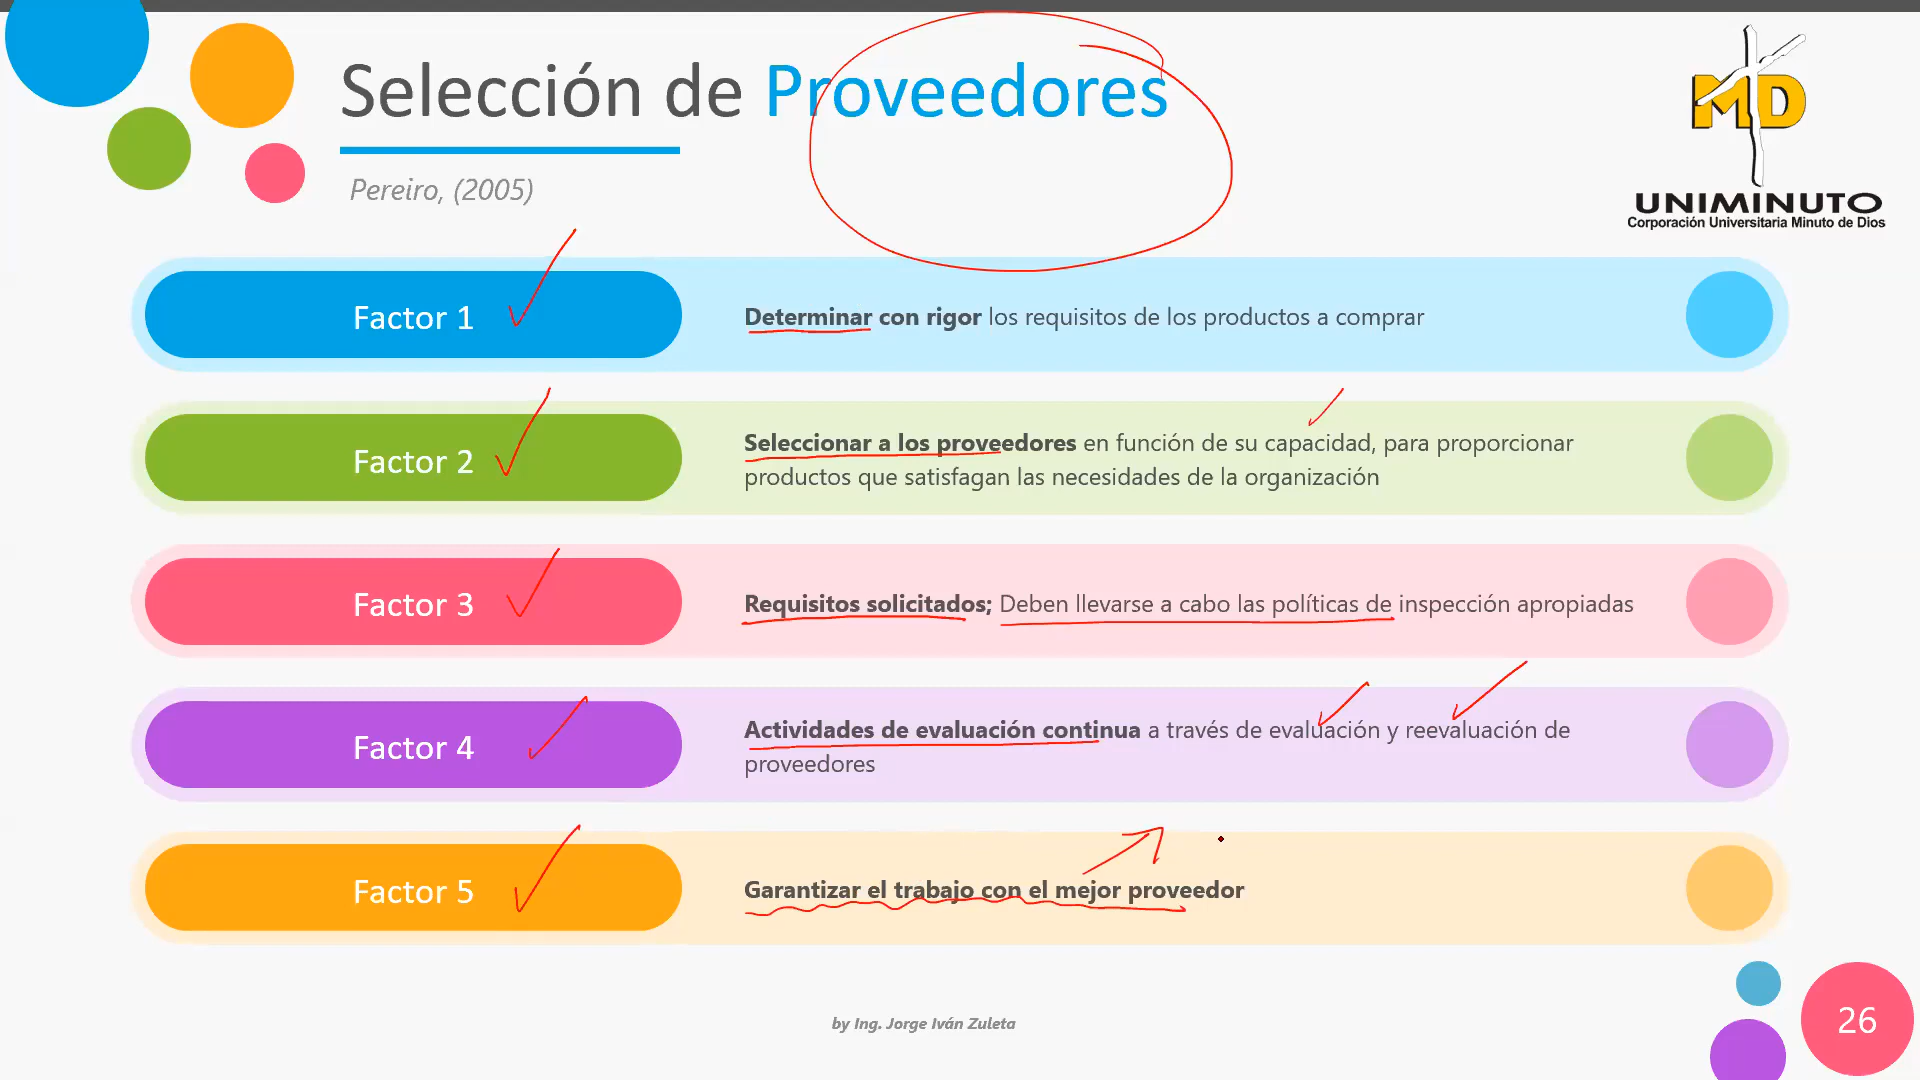 Selección de Proveedores
Pereiro, (2005)
MD
UNIMINUTO
Corporación Universitaria Minuto de Dios
Factor 1
Determinar con rigor los requisitos de los productos a comprar
Factor 2
Seleccionar a los proveedores en función de su capacidad, para proporcionar
productos que satisfagan las necesidades de la organización
Factor 3
Requisitos solicitados; Deben llevarse a cabo las políticas de inspección apropiadas
Factor 4
Actividades de evaluación continua a través de evaluación y reevaluación de
proveedores
Factor 5
Garantizar el trabajo con el mejor proveedor
by Ing. Jorge Iván Zuleta
26